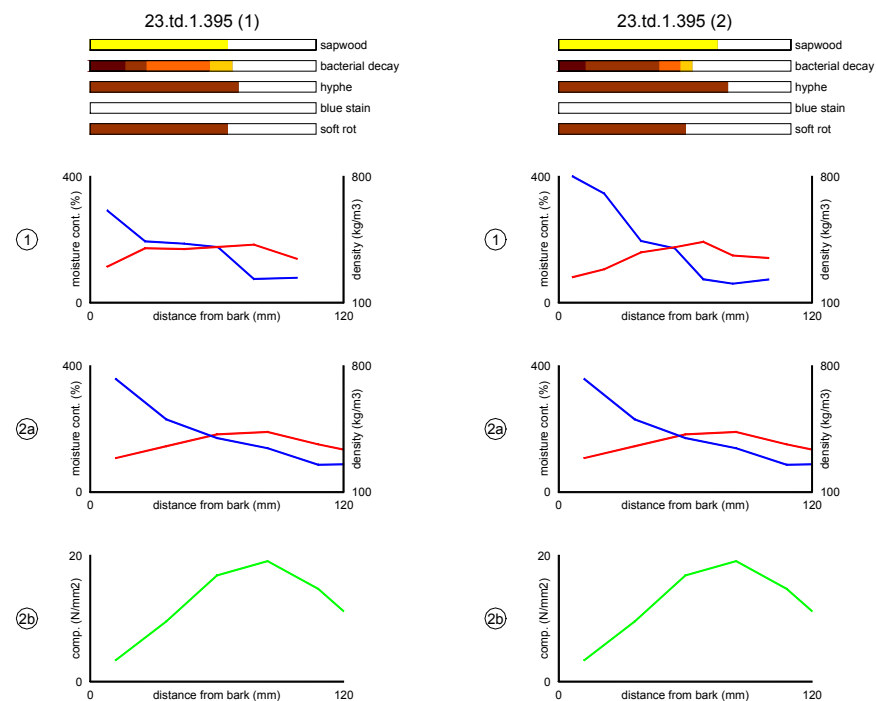 23.td.1.395 (1)
sapwood
bacterial decay
hyphe
blue stain
soft rot
1
400
800
moisture cont. (%)
density (kg/m3)
0
100
0
distance from bark (mm)
120
2a
400
800
moisture cont. (%)
density (kg/m3)
0
100
0
distance from bark (mm)
120
2b
20
comp. (N/mm2)
0
0
distance from bark (mm)
120
23.td.1.395 (2)
sapwood
bacterial decay
hyphe
blue stain
soft rot
1
400
800
moisture cont. (%)
density (kg/m3)
0
100
0
distance from bark (mm)
120
2a
400
800
moisture cont. (%)
density (kg/m3)
0
100
0
distance from bark (mm)
120
2b
20
comp. (N/mm2)
0
0
distance from bark (mm)
120